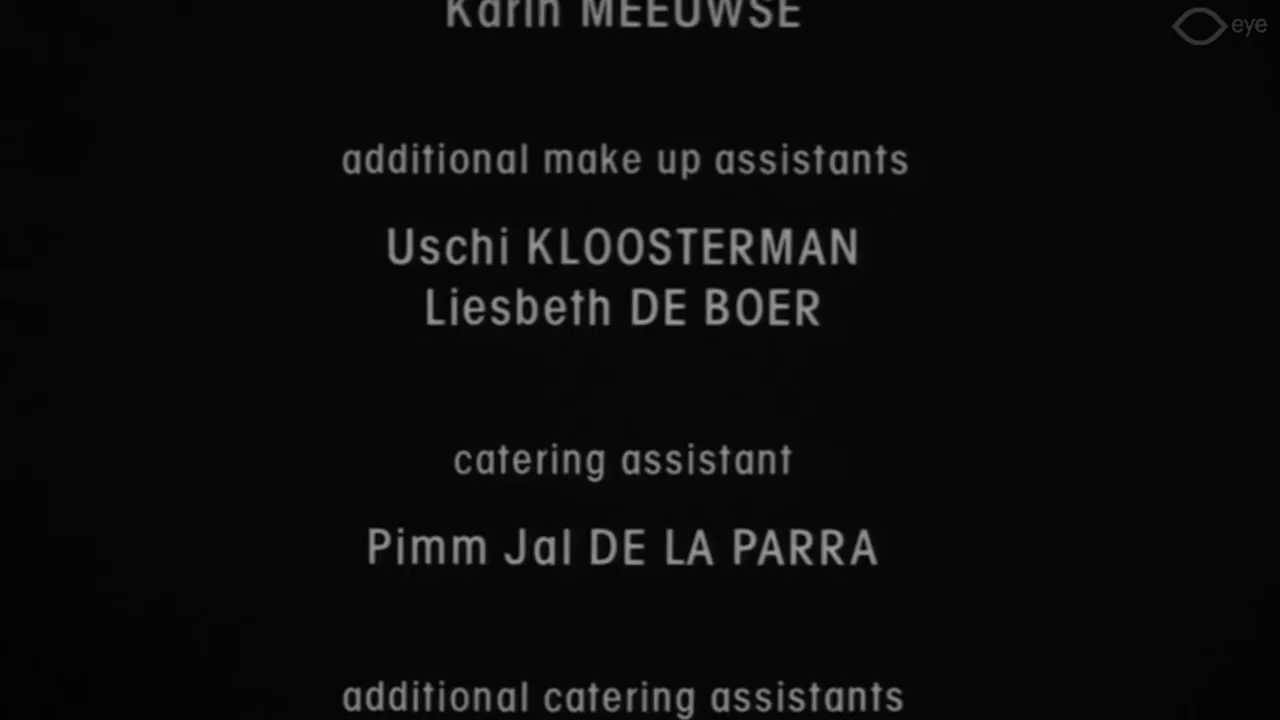 Karin MEEUWSE
eye
additional make up assistants
Uschi KLOOSTERMAN
Liesbeth DE BOER
catering assistant
Pimm Jal DE LA PARRA
additional catering assistants